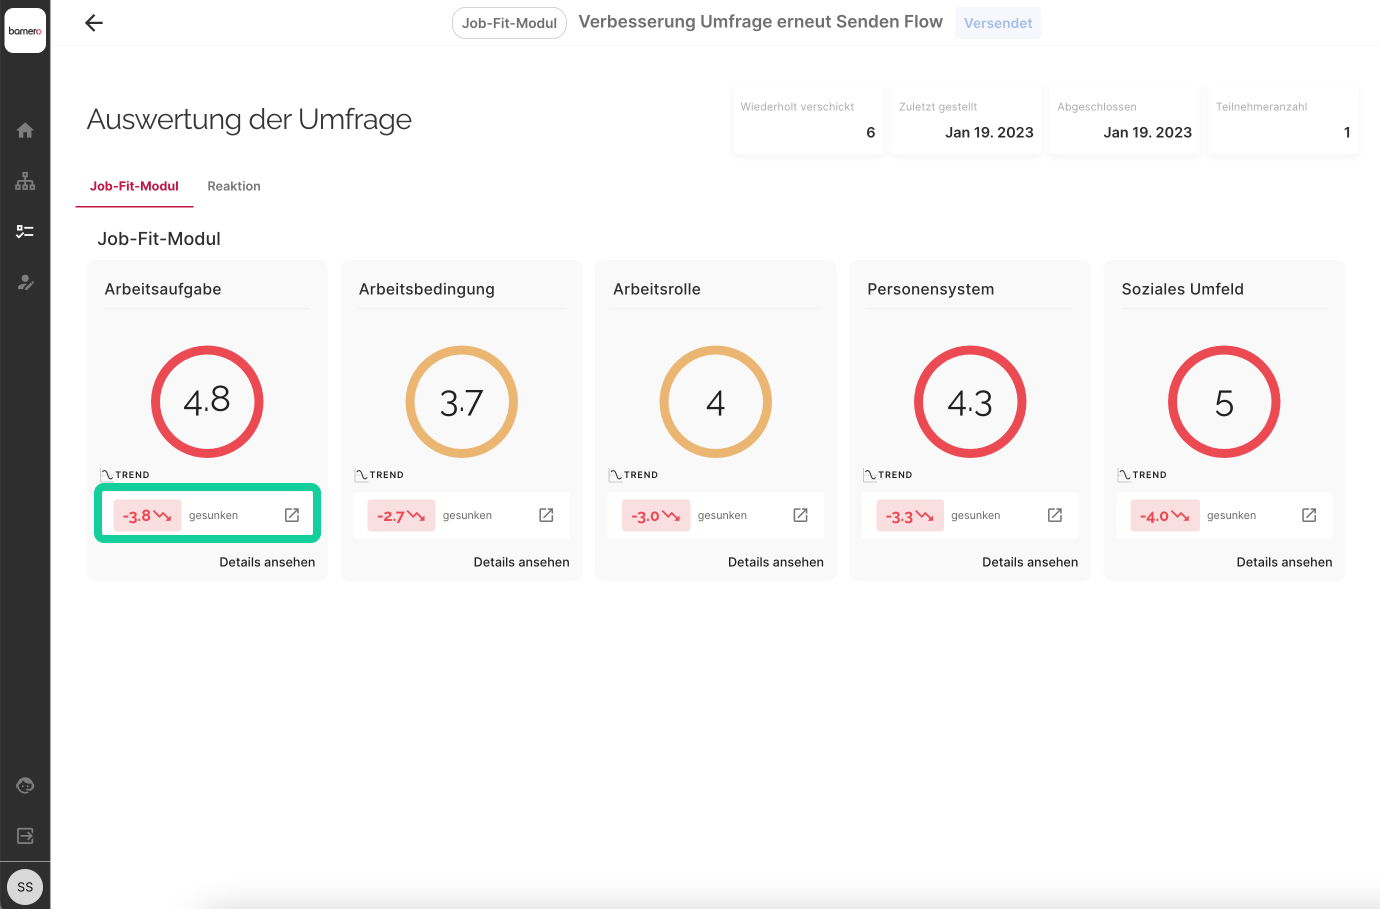 bamero
Job-Fit-Modul Verbesserung Umfrage erneut Senden Flow Versendet
Auswertung der Umfrage
Wiederholt verschickt
6
Zuletzt gestellt
Jan 19. 2023
Abgeschlossen
Jan 19. 2023
Teilnehmeranzahl
1
Job-Fit-Modul Reaktion
Job-Fit-Modul
Arbeitsaufgabe
4.8
TREND
-3.8 gesunken
Details ansehen
Arbeitsbedingung
3.7
TREND
-2.7 gesunken
Details ansehen
Arbeitsrolle
4
TREND
-3.0 gesunken
Details ansehen
Personensystem
4.3
TREND
-3.3 gesunken
Details ansehen
Soziales Umfeld
5
TREND
-4.0 gesunken
Details ansehen
SS